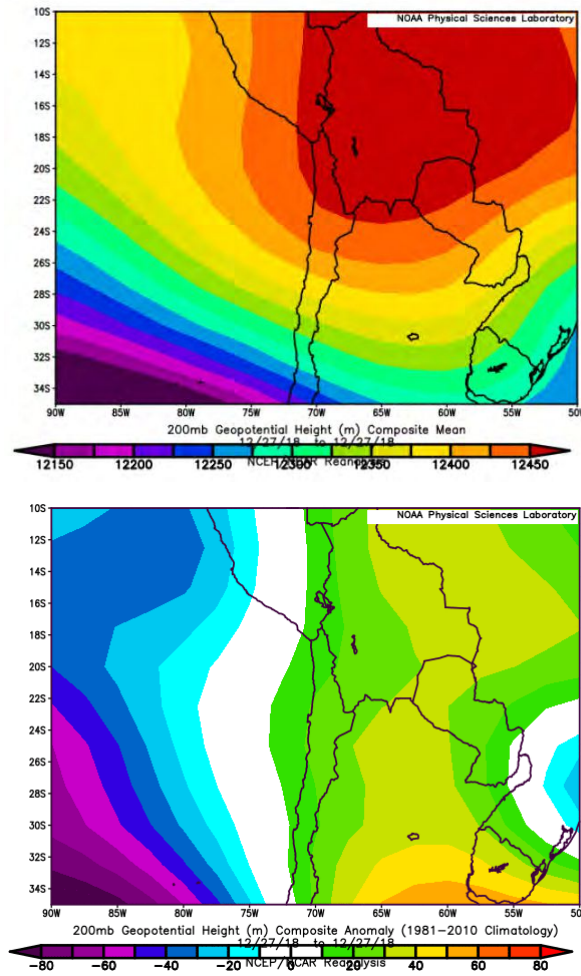 10S NOAA Physical Sciences Laboratory
12S
14S
16S
18S
20S
22S
24S
26S
28S
30S
32S
34S
90W 85W 80W 75W 70W 65W 60W 55W 50
200mb Geopotential Height (m) Composite Mean
12/27/18 to 12/27/18
12150 12200 12250 12300 12350 12400 12450
NCEP/NCAR Reanalysis
10S NOAA Physical Sciences Laboratory
12S
14S
16S
18S
20S
22S
24S
26S
28S
30S
32S
34S
90W 85W 80W 75W 70W 65W 60W 55W 50
200mb Geopotential Height (m) Composite Anomaly (1981-2010 Climatology)
12/27/18 to 12/27/18
-80 -60 -40 -20 0 20 40 60 80
NCEP/NCAR Reanalysis